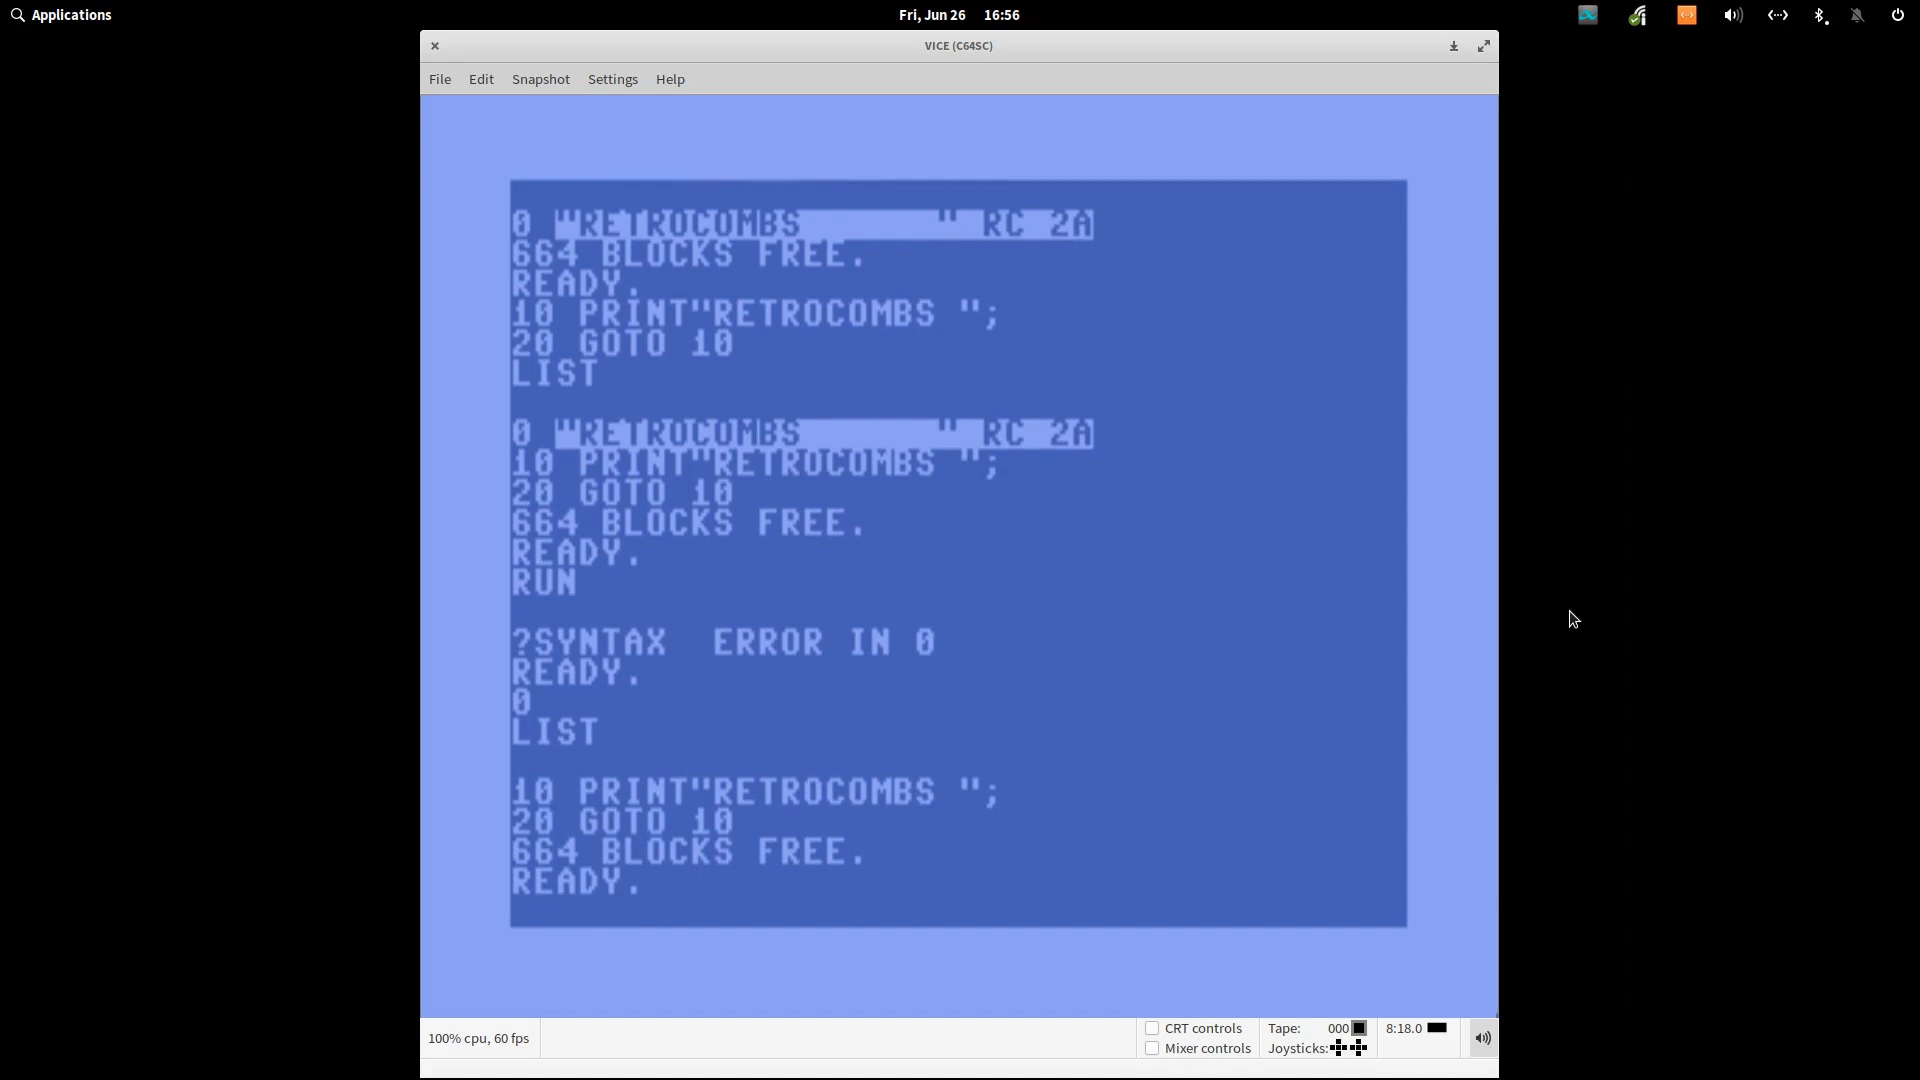 Applications
Fri, Jun 26 16:56
VICE (C64SC)
File Edit Snapshot Settings Help
0 "RETROCOMBS      " RC 2A
664 BLOCKS FREE.
READY.
10 PRINT"RETROCOMBS ";
20 GOTO 10
LIST
0 "RETROCOMBS      " RC 2A
10 PRINT"RETROCOMBS ";
20 GOTO 10
664 BLOCKS FREE.
READY.
RUN
?SYNTAX  ERROR IN 0
READY.
0
LIST
10 PRINT"RETROCOMBS ";
20 GOTO 10
664 BLOCKS FREE.
READY.
100% cpu, 60 fps
CRT controls
Mixer controls
Tape: 000
Joysticks:
8:18.0